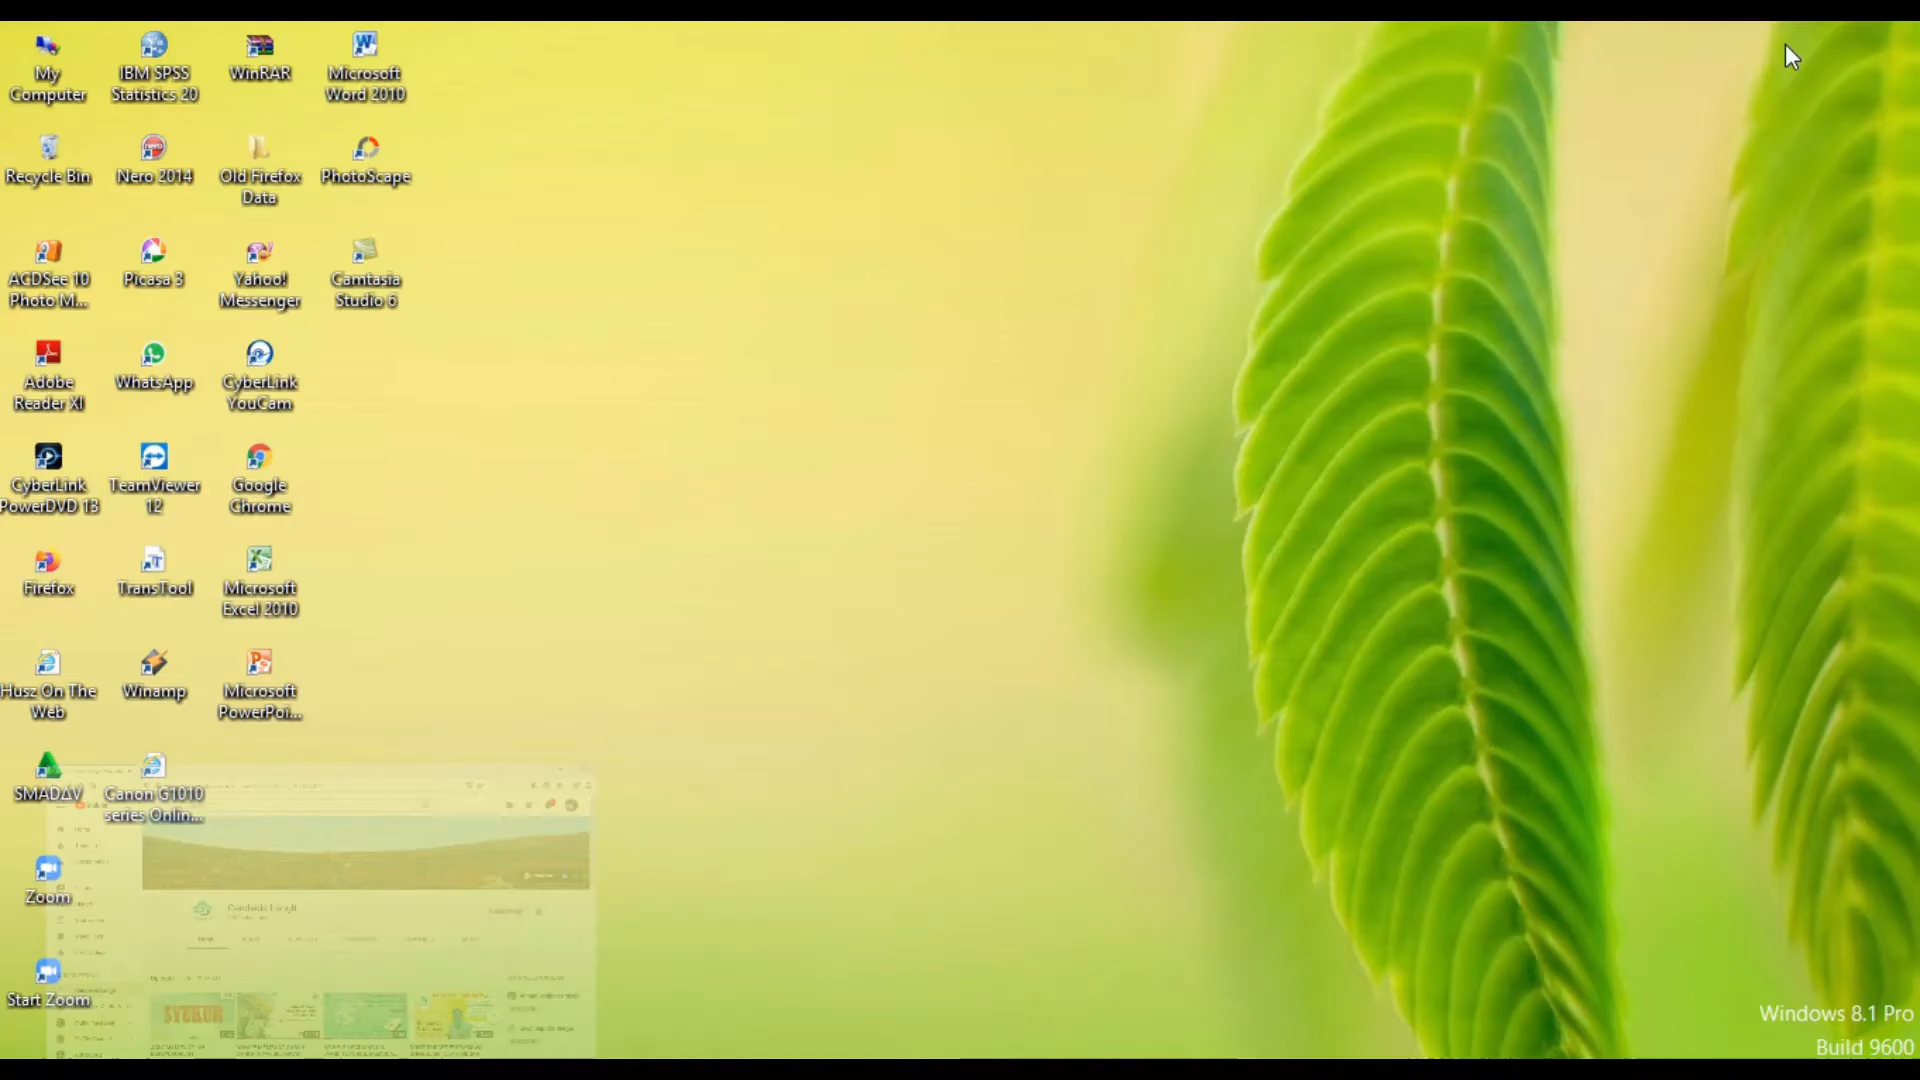 My
Computer
IBM SPSS
Statistics 20
WinRAR
Microsoft
Word 2010
Recycle Bin
Nero 2014
Old Firefox
Data
PhotoScape
ACDSee 10
Photo M...
Picasa 3
Yahoo!
Messenger
Camtasia
Studio 6
Adobe
Reader XI
WhatsApp
CyberLink
YouCam
CyberLink
PowerDVD 13
TeamViewer
12
Google
Chrome
Firefox
TransTool
Microsoft
Excel 2010
Husz On The
Web
Winamp
Microsoft
PowerPoi...
SMADΔV
Canon G1010
series Onlin...
Zoom
Start Zoom
SYUKUR
Windows 8.1 Pro
Build 9600